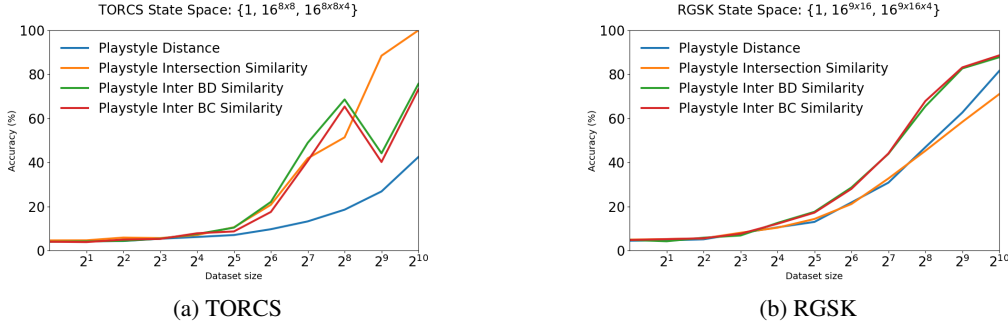 TORCS State Space: {1, 16^{8x8}, 16^{8x8x4}}
Playstyle Distance
Playstyle Intersection Similarity
Playstyle Inter BD Similarity
Playstyle Inter BC Similarity
Accuracy (%)
100
80
60
40
20
0
2^1 2^2 2^3 2^4 2^5 2^6 2^7 2^8 2^9 2^{10}
Dataset size
(a) TORCS
RGSK State Space: {1, 16^{9x16}, 16^{9x16x4}}
Playstyle Distance
Playstyle Intersection Similarity
Playstyle Inter BD Similarity
Playstyle Inter BC Similarity
Accuracy (%)
100
80
60
40
20
0
2^1 2^2 2^3 2^4 2^5 2^6 2^7 2^8 2^9 2^{10}
Dataset size
(b) RGSK